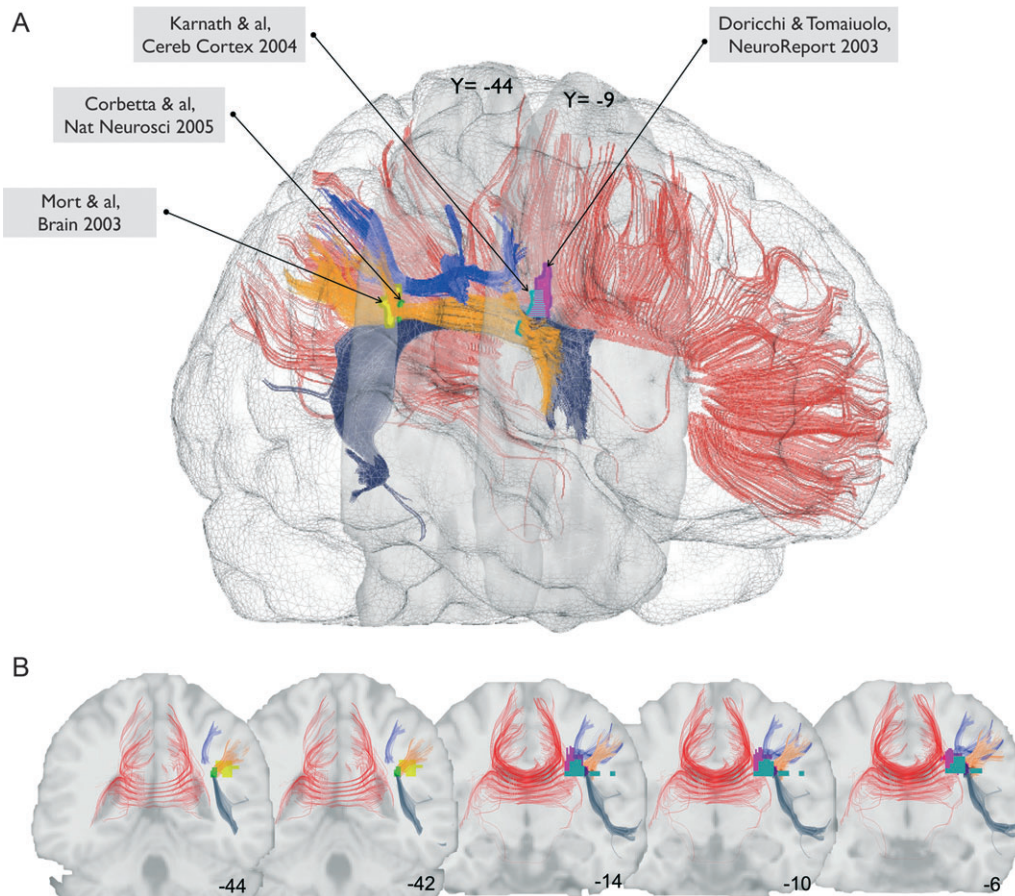 A
Karnath & al,
Cereb Cortex 2004
Doricchi & Tomaiuolo,
NeuroReport 2003
Corbetta & al,
Nat Neurosci 2005
Mort & al,
Brain 2003
Y= -44
Y= -9
B
-44
-42
-14
-10
-6